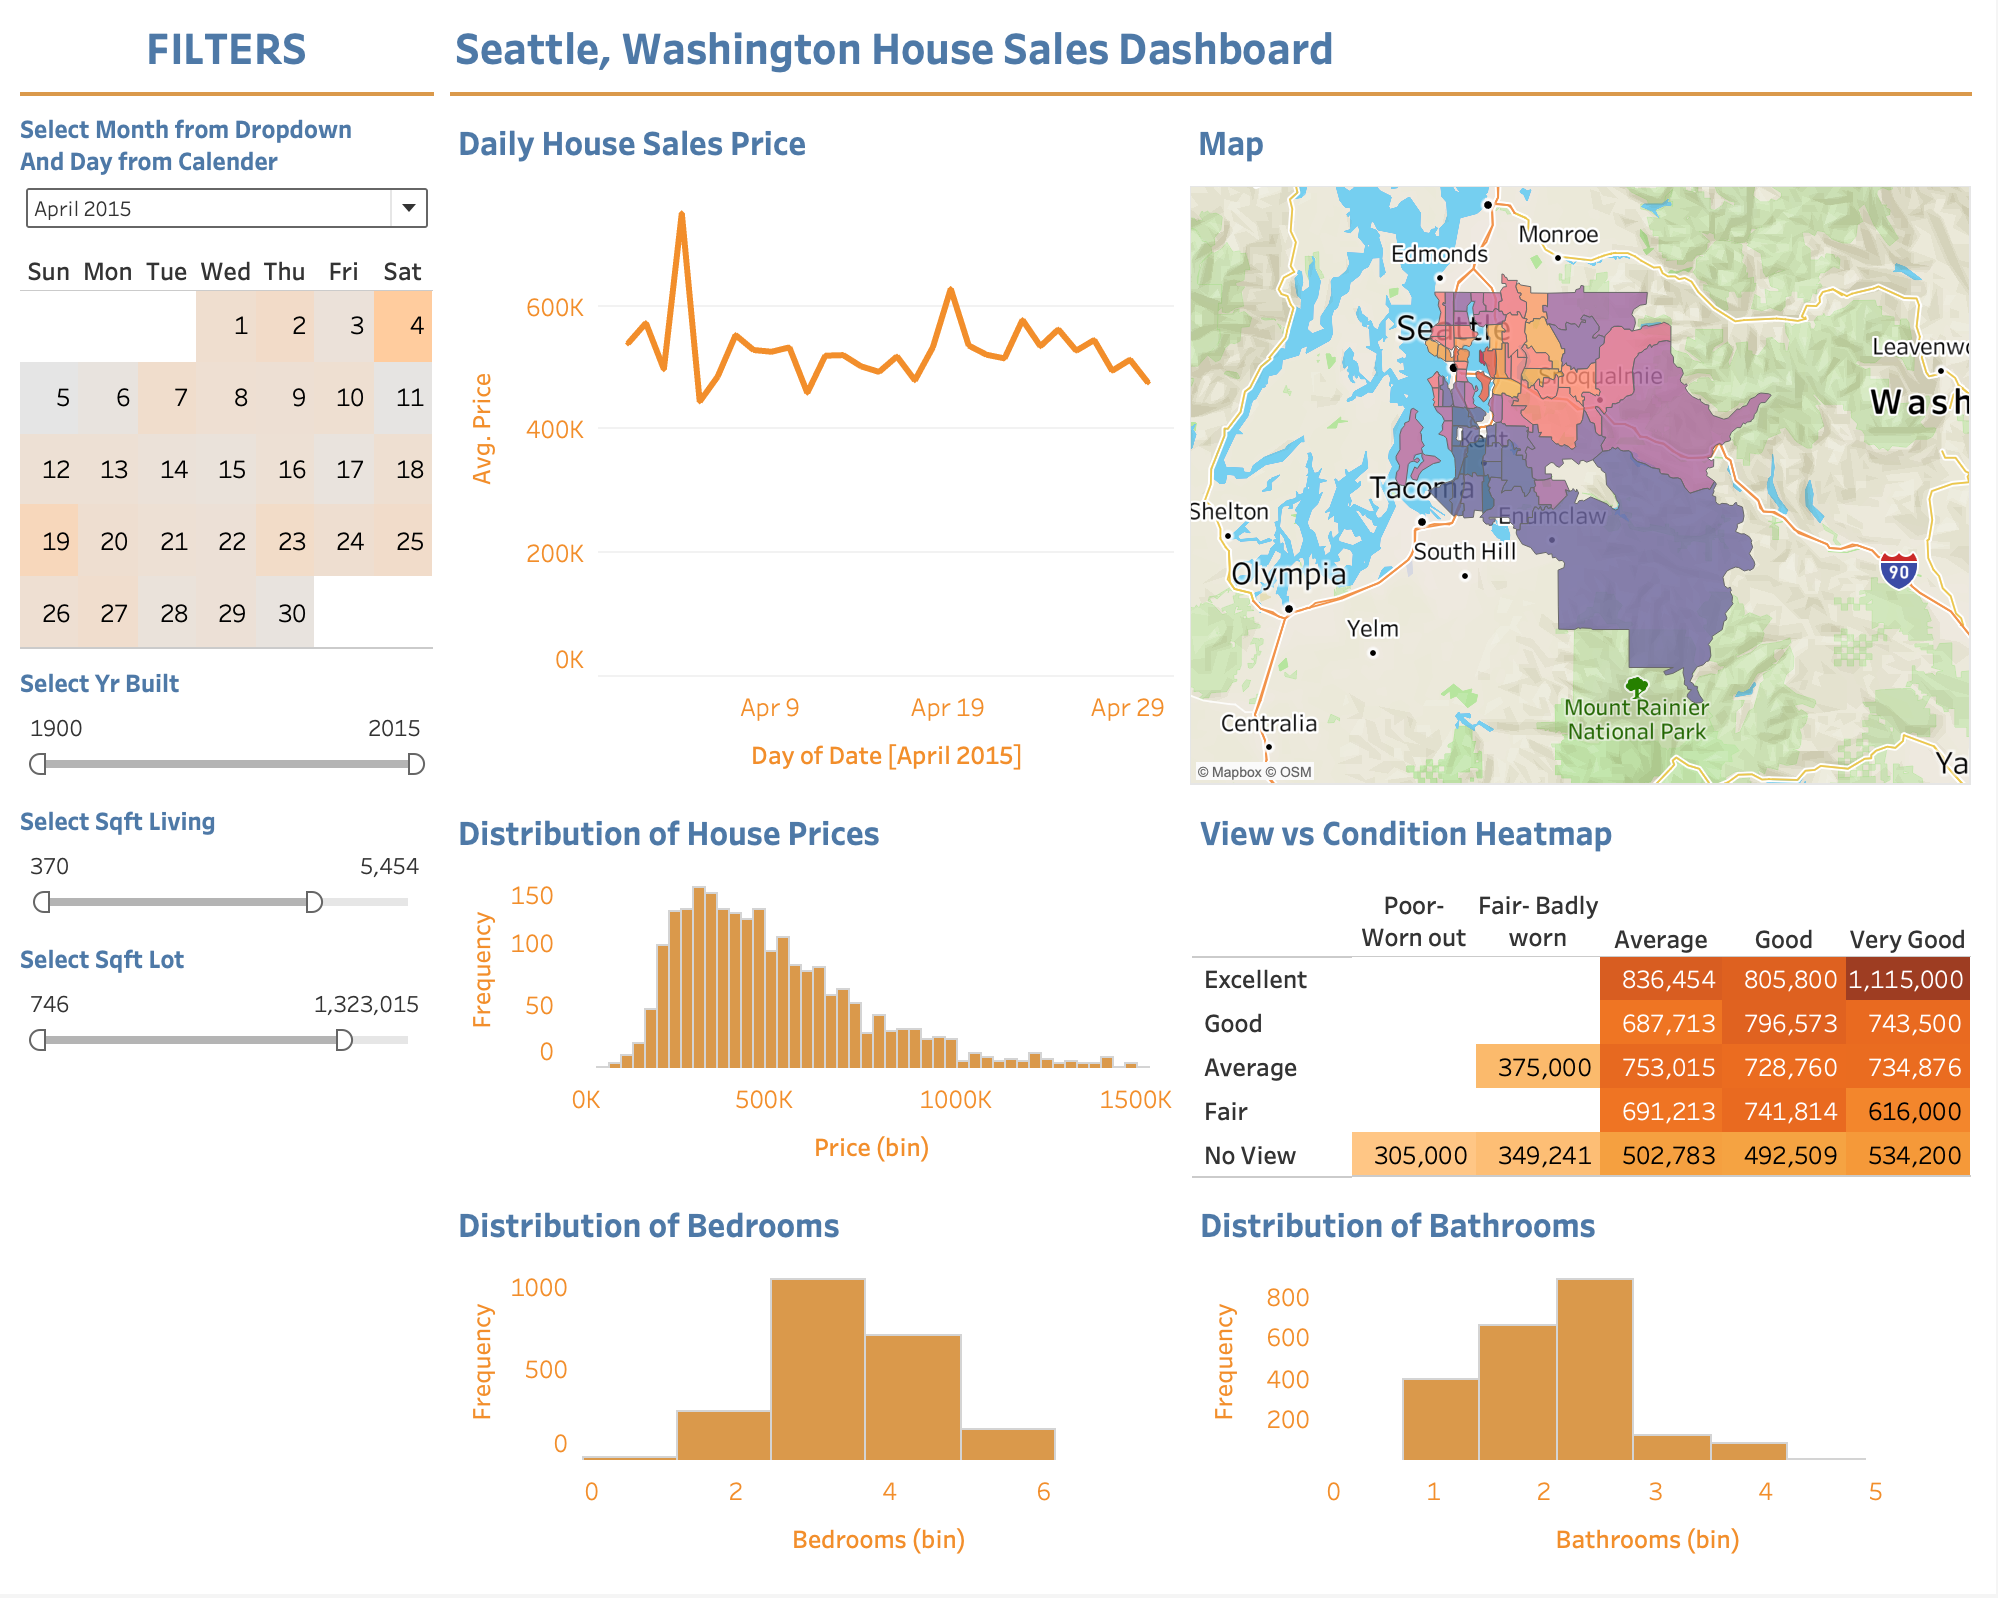 FILTERS
Seattle, Washington House Sales Dashboard
Select Month from Dropdown
And Day from Calender
April 2015
Sun Mon Tue Wed Thu Fri Sat
1 2 3 4
5 6 7 8 9 10 11
12 13 14 15 16 17 18
19 20 21 22 23 24 25
26 27 28 29 30
Select Yr Built
1900 2015
Select Sqft Living
370 5,454
Select Sqft Lot
746 1,323,015
Daily House Sales Price
Avg. Price
600K
400K
200K
0K
Apr 9 Apr 19 Apr 29
Day of Date [April 2015]
Map
Monroe
Edmonds
Seattle
Leavenw
Snoqualmie
Wash
Kent
Tacoma
Shelton
Enumclaw
South Hill
Olympia
90
Yelm
Mount Rainier
National Park
Centralia
Ya
© Mapbox © OSM
Distribution of House Prices
Frequency
150
100
50
0
0K 500K 1000K 1500K
Price (bin)
View vs Condition Heatmap
Poor- Fair- Badly
Worn out worn Average Good Very Good
Excellent 836,454 805,800 1,115,000
Good 687,713 796,573 743,500
Average 375,000 753,015 728,760 734,876
Fair 691,213 741,814 616,000
No View 305,000 349,241 502,783 492,509 534,200
Distribution of Bedrooms
Frequency
1000
500
0
0 2 4 6
Bedrooms (bin)
Distribution of Bathrooms
Frequency
800
600
400
200
0 1 2 3 4 5
Bathrooms (bin)